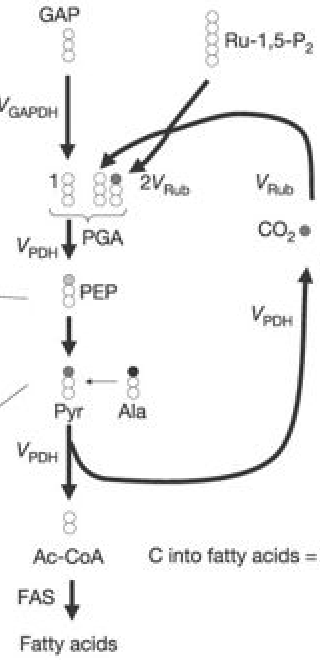 GAP
Ru-1,5-P2
VGAPDH
1
2VRub
VRub
PGA
CO2
VPDH
PEP
VPDH
Pyr
Ala
VPDH
Ac-CoA
C into fatty acids =
FAS
Fatty acids